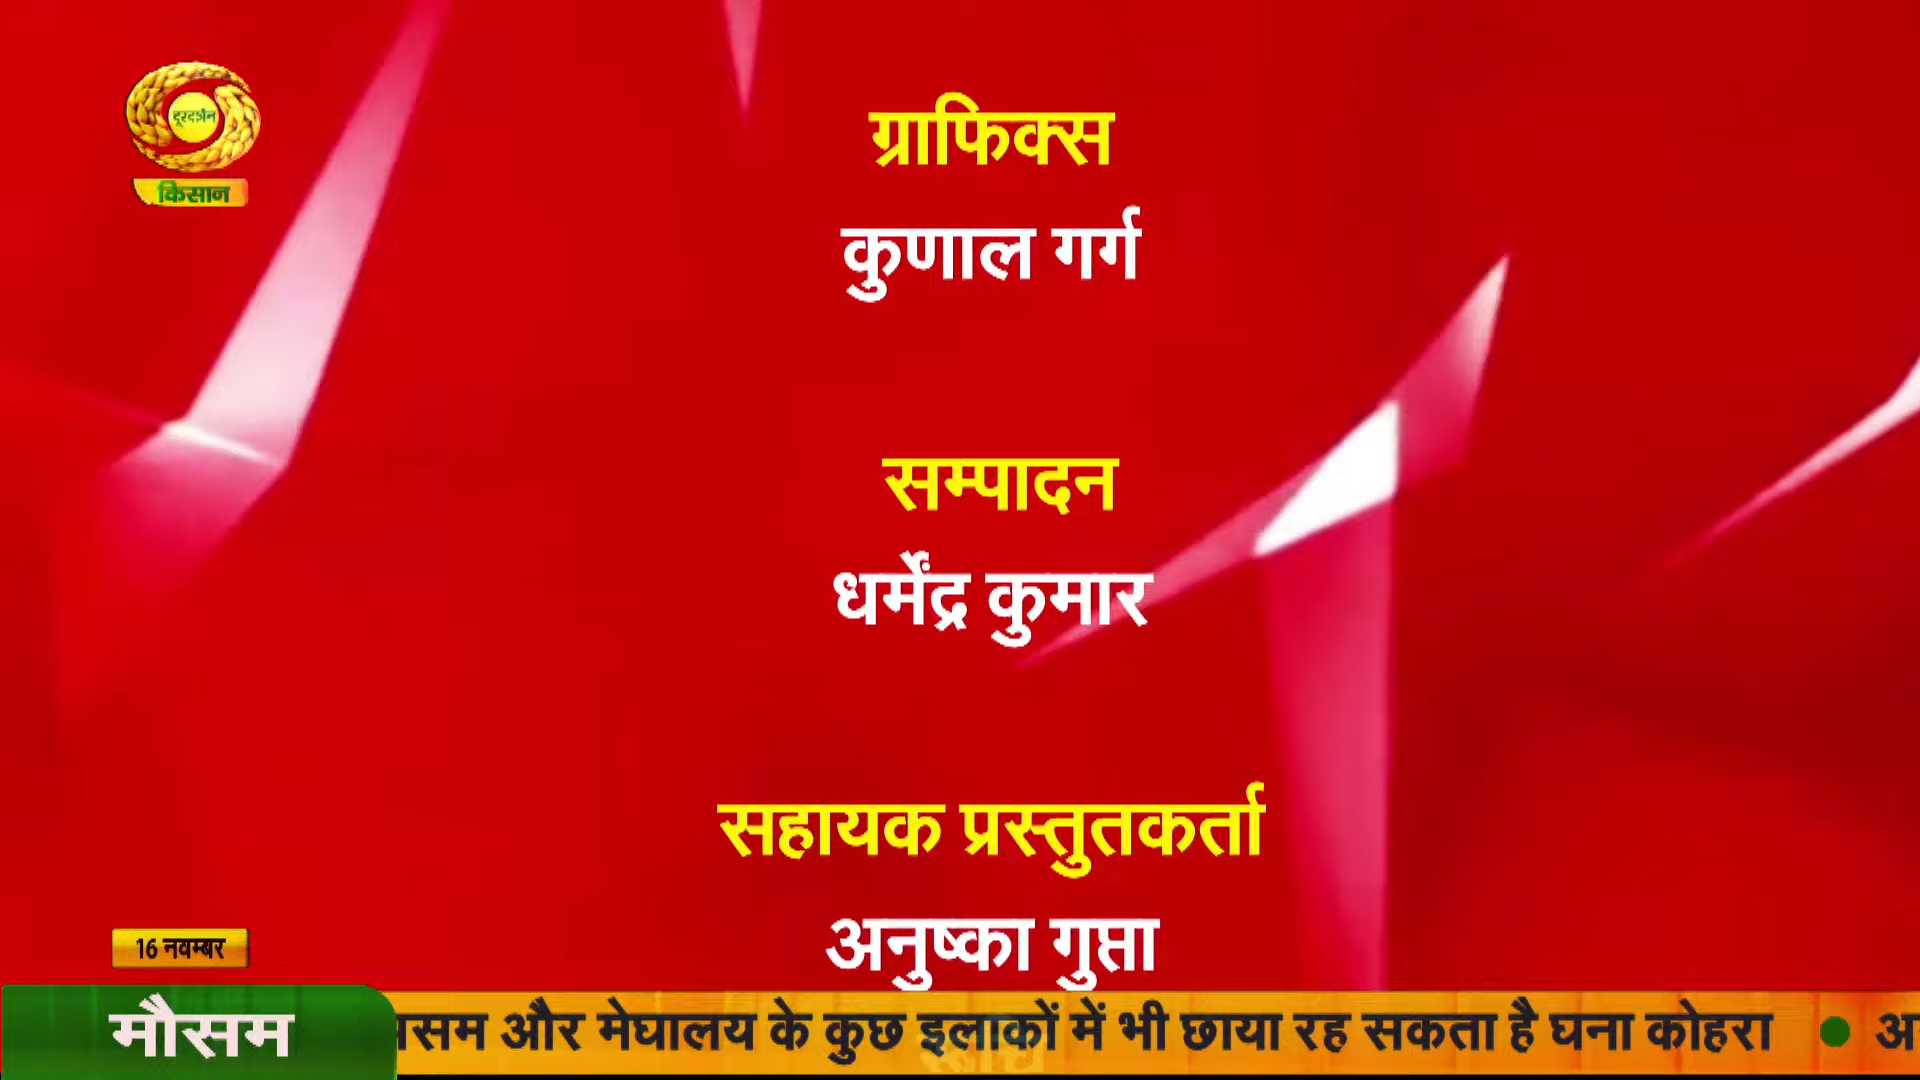 दूरदर्शन
किसान
ग्राफिक्स
कुणाल गर्ग
सम्पादन
धर्मेंद्र कुमार
सहायक प्रस्तुतकर्ता
अनुष्का गुप्ता
16 नवम्बर
मौसम
और मेघालय के कुछ इलाकों में भी छाया रह सकता है घना कोहरा